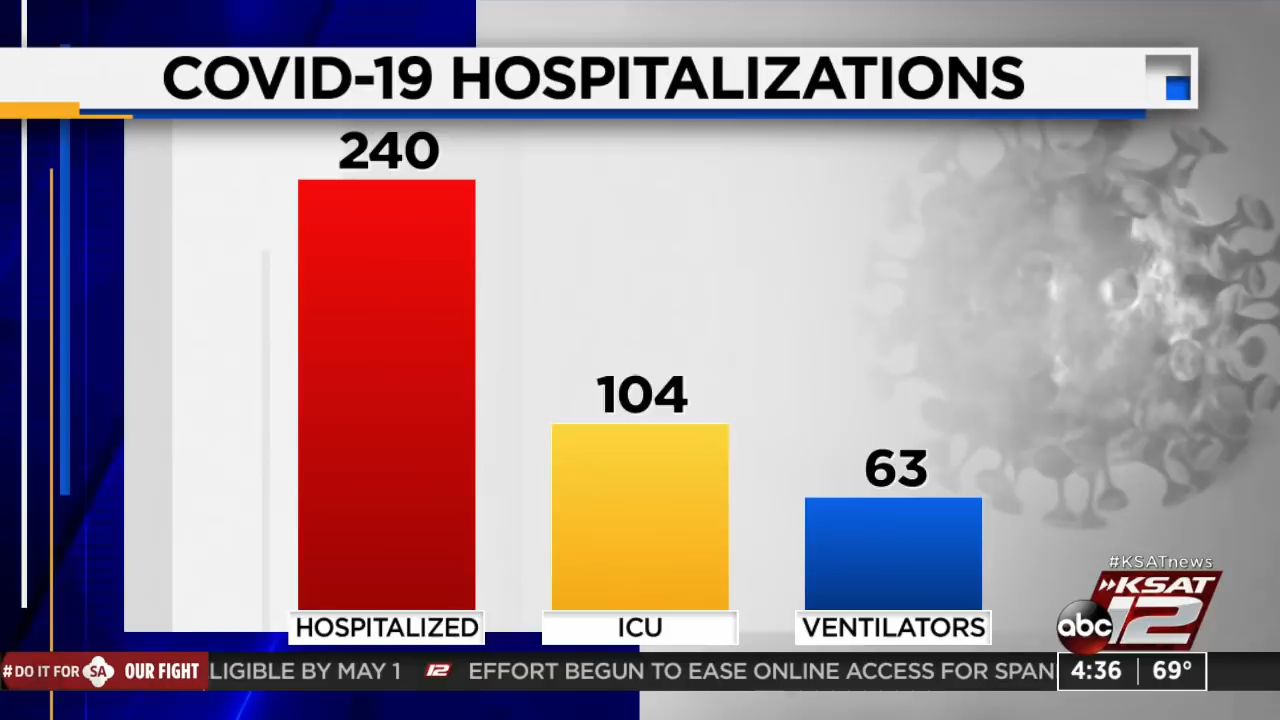 COVID-19 HOSPITALIZATIONS
240
104
63
HOSPITALIZED
ICU
VENTILATORS
#KSATnews
KSAT
abc 12
#DO IT FOR SA OUR FIGHT LIGIBLE BY MAY 1 12 EFFORT BEGUN TO EASE ONLINE ACCESS FOR SPAN 4:36 69°